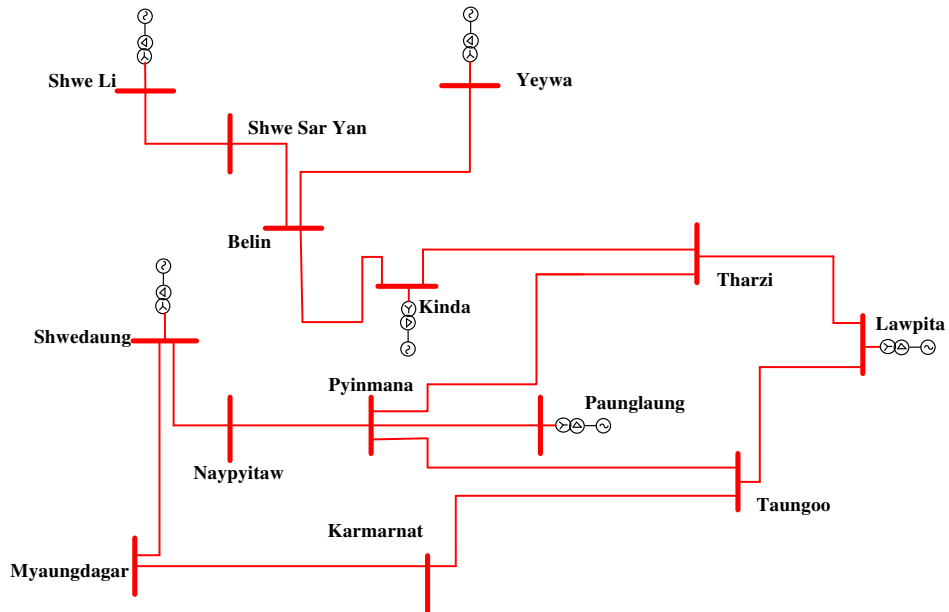 Shwe Li
Yeywa
Shwe Sar Yan
Belin
Tharzi
Kinda
Lawpita
Shwedaung
Pyinmana
Paunglaung
Naypyitaw
Taungoo
Karmarnat
Myaungdagar